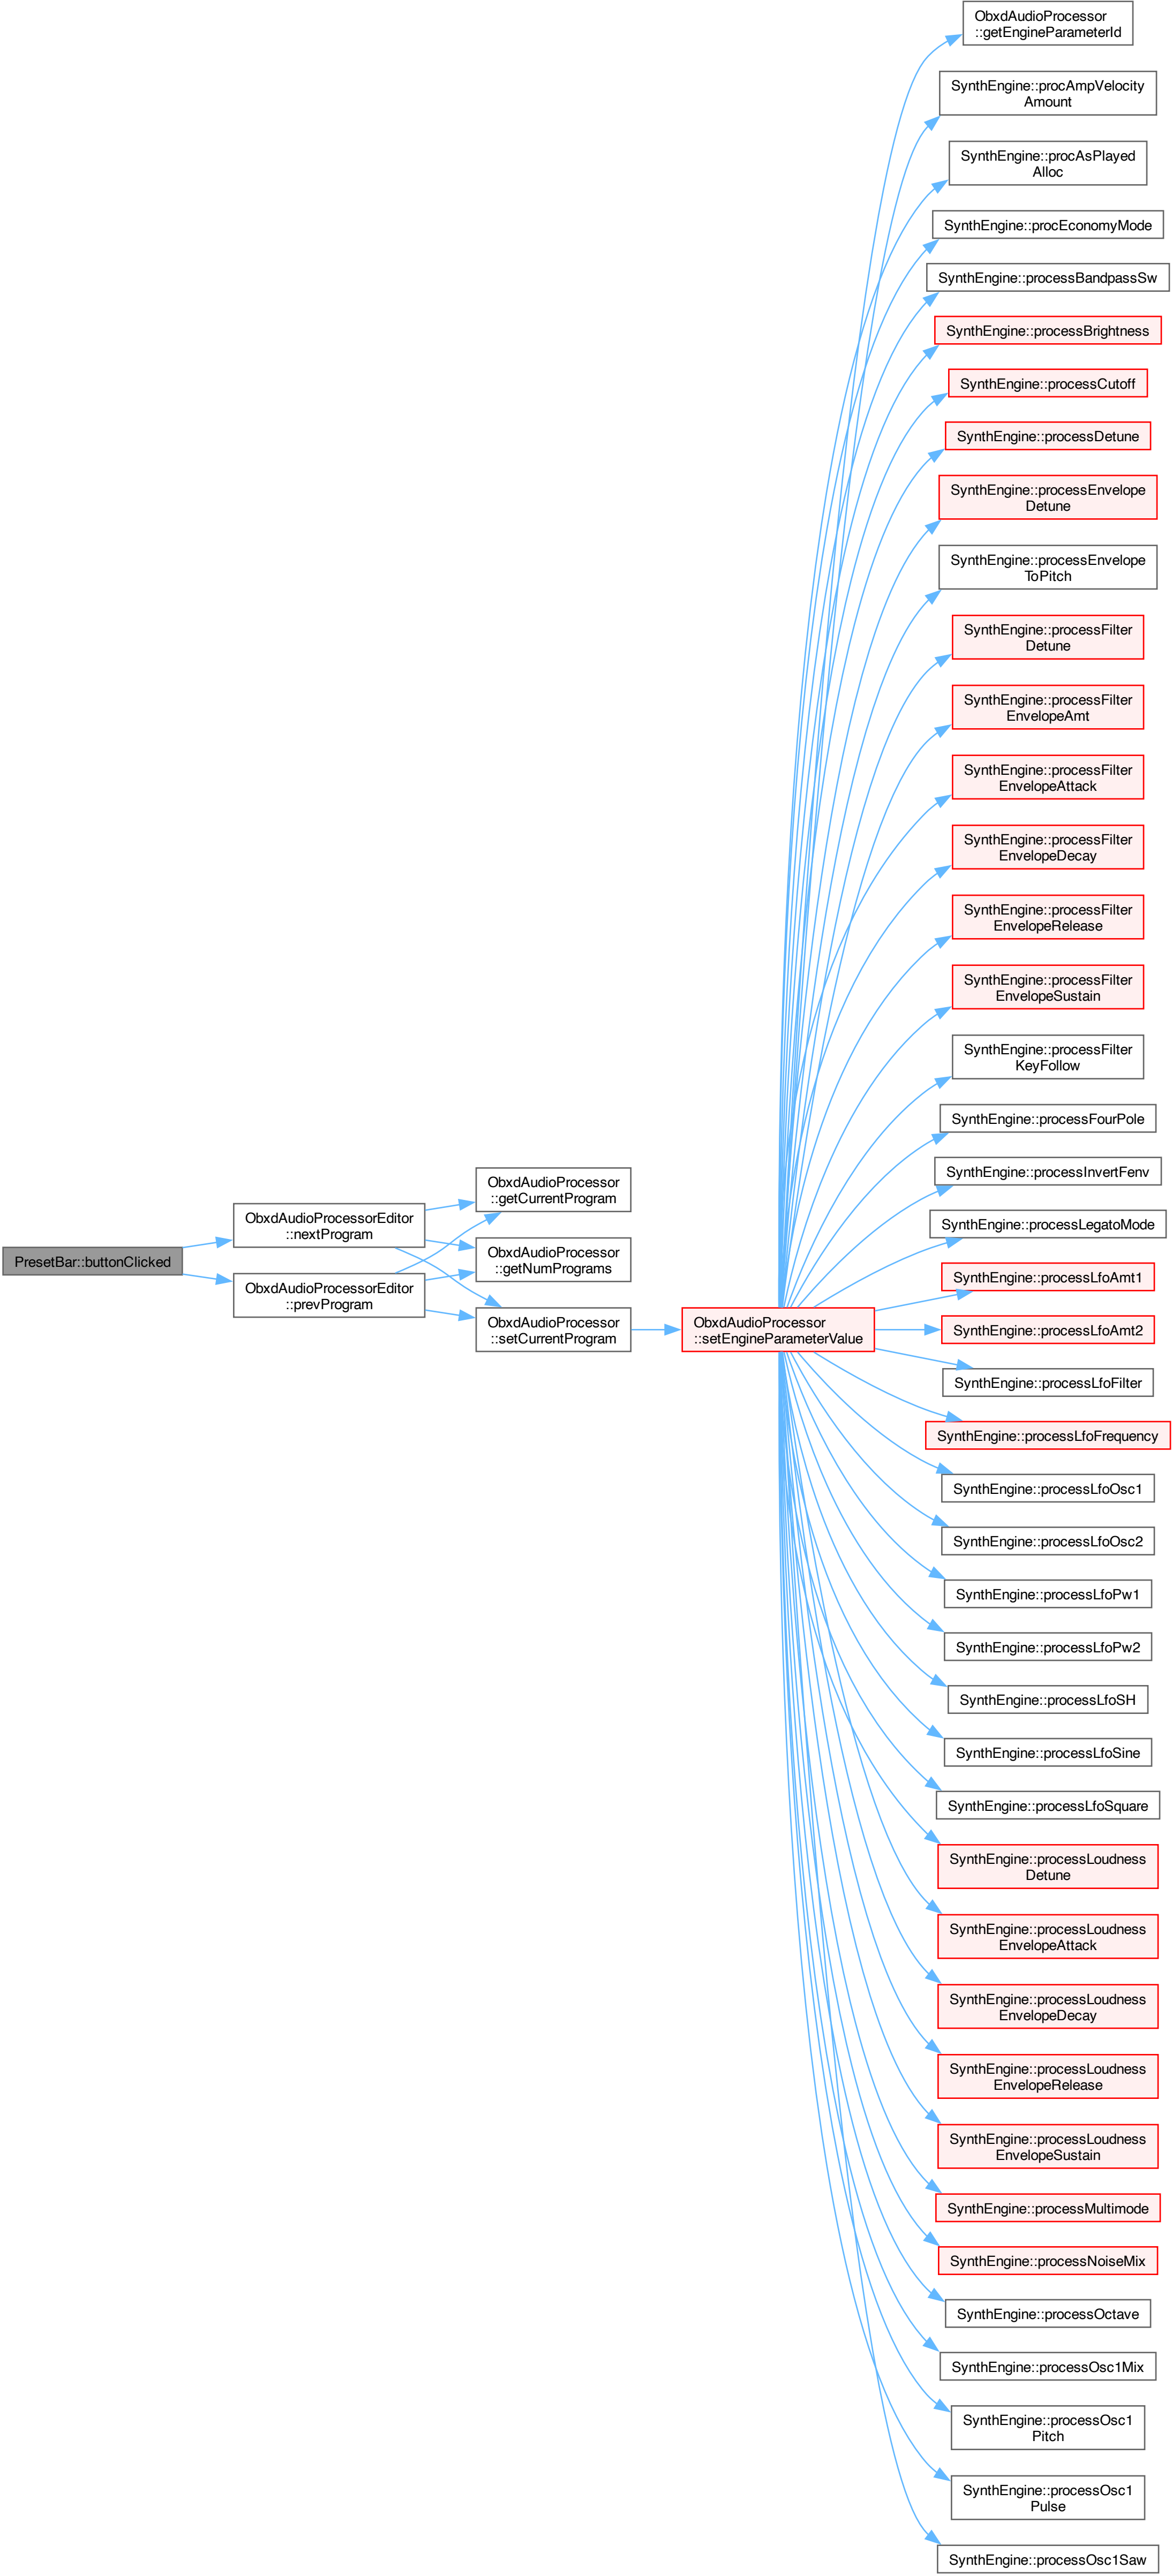 PresetBar::buttonClicked
ObxdAudioProcessorEditor
::nextProgram
ObxdAudioProcessorEditor
::prevProgram
ObxdAudioProcessor
::getCurrentProgram
ObxdAudioProcessor
::getNumPrograms
ObxdAudioProcessor
::setCurrentProgram
ObxdAudioProcessor
::setEngineParameterValue
ObxdAudioProcessor
::getEngineParameterId
SynthEngine::procAmpVelocity
Amount
SynthEngine::procAsPlayed
Alloc
SynthEngine::procEconomyMode
SynthEngine::processBandpassSw
SynthEngine::processBrightness
SynthEngine::processCutoff
SynthEngine::processDetune
SynthEngine::processEnvelope
Detune
SynthEngine::processEnvelope
ToPitch
SynthEngine::processFilter
Detune
SynthEngine::processFilter
EnvelopeAmt
SynthEngine::processFilter
EnvelopeAttack
SynthEngine::processFilter
EnvelopeDecay
SynthEngine::processFilter
EnvelopeRelease
SynthEngine::processFilter
EnvelopeSustain
SynthEngine::processFilter
KeyFollow
SynthEngine::processFourPole
SynthEngine::processInvertFenv
SynthEngine::processLegatoMode
SynthEngine::processLfoAmt1
SynthEngine::processLfoAmt2
SynthEngine::processLfoFilter
SynthEngine::processLfoFrequency
SynthEngine::processLfoOsc1
SynthEngine::processLfoOsc2
SynthEngine::processLfoPw1
SynthEngine::processLfoPw2
SynthEngine::processLfoSH
SynthEngine::processLfoSine
SynthEngine::processLfoSquare
SynthEngine::processLoudness
Detune
SynthEngine::processLoudness
EnvelopeAttack
SynthEngine::processLoudness
EnvelopeDecay
SynthEngine::processLoudness
EnvelopeRelease
SynthEngine::processLoudness
EnvelopeSustain
SynthEngine::processMultimode
SynthEngine::processNoiseMix
SynthEngine::processOctave
SynthEngine::processOsc1Mix
SynthEngine::processOsc1
Pitch
SynthEngine::processOsc1
Pulse
SynthEngine::processOsc1Saw